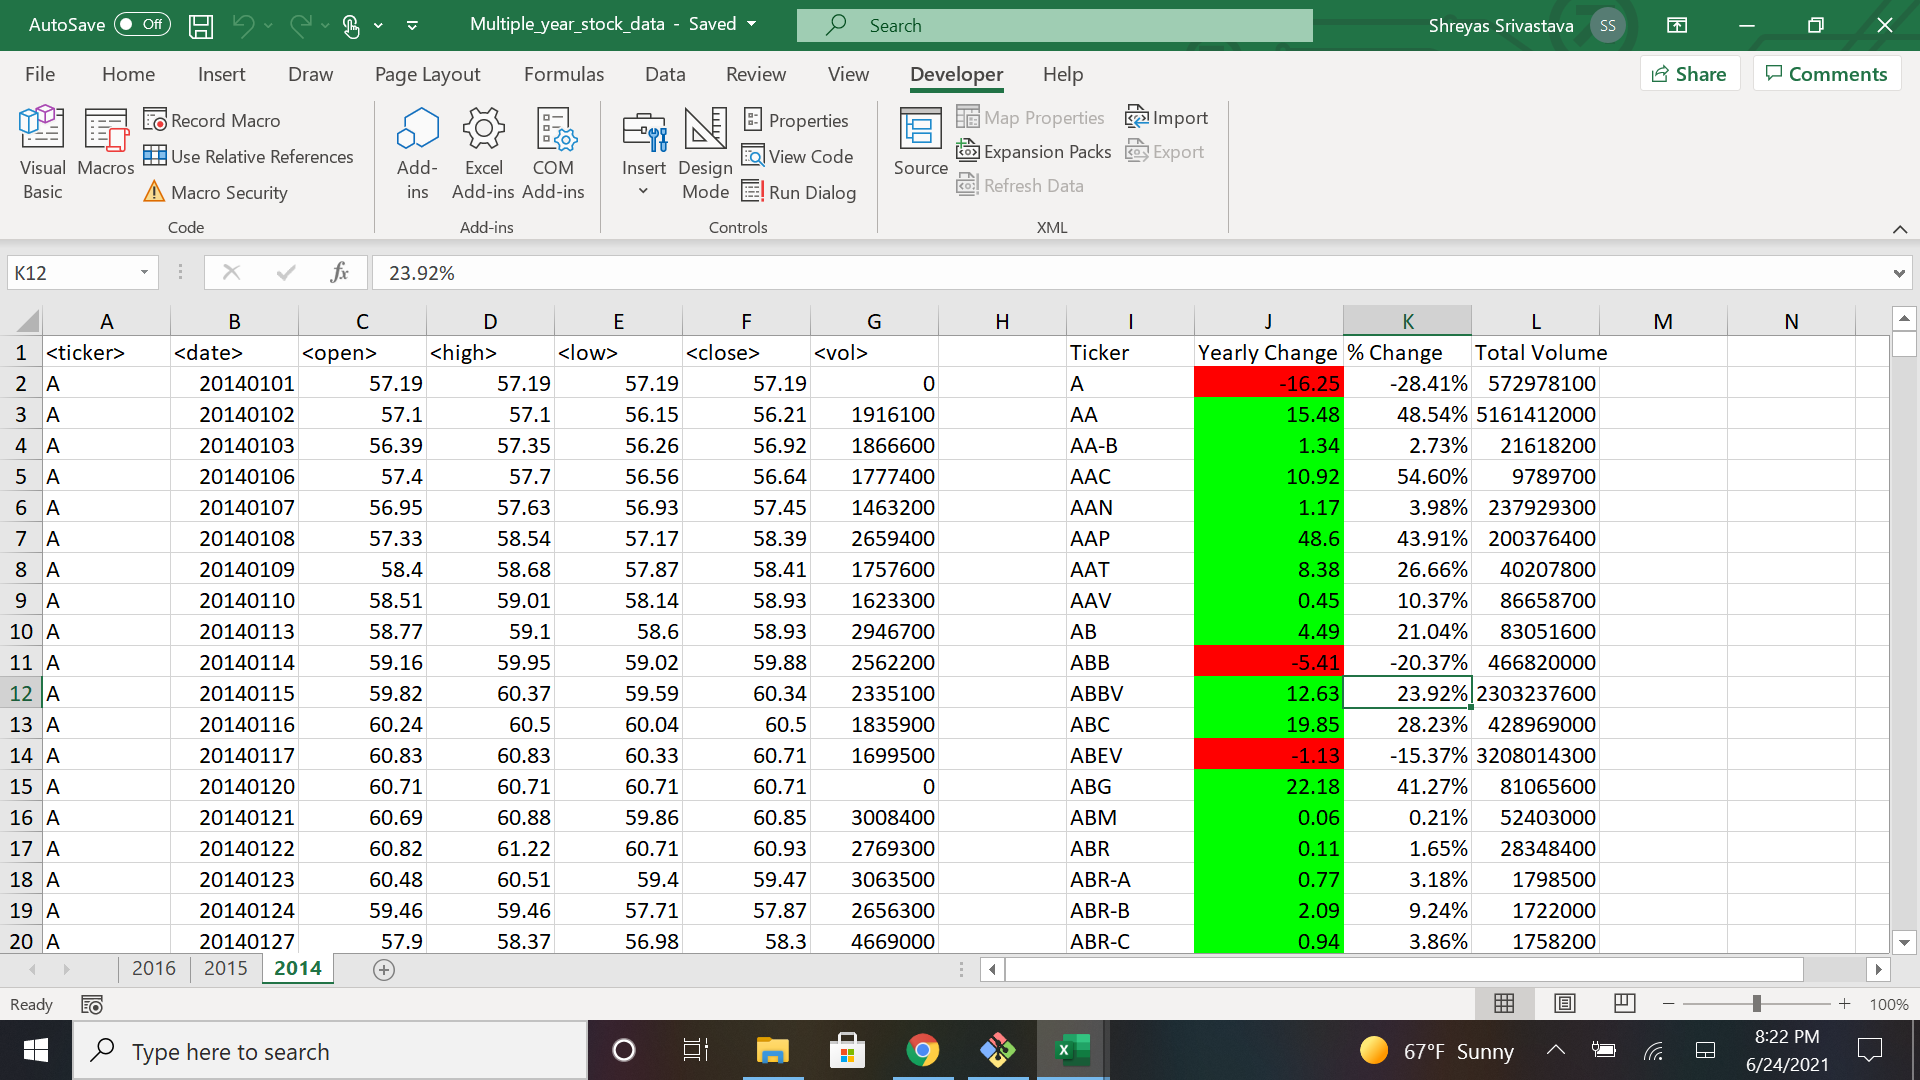 AutoSave Off Multiple_year_stock_data - Saved Search Shreyas Srivastava SS
File Home Insert Draw Page Layout Formulas Data Review View Developer Help Share Comments
Visual Basic
Macros
Record Macro
Use Relative References
Macro Security
Code
Add-ins
Excel Add-ins
COM Add-ins
Add-ins
Insert
Design Mode
Properties
View Code
Run Dialog
Controls
Source
Map Properties
Expansion Packs
Refresh Data
Import
Export
XML
K12 fx 23.92%
A B C D E F G H I J K L M N
1 <ticker> <date> <open> <high> <low> <close> <vol> Ticker Yearly Change % Change Total Volume
2 A 20140101 57.19 57.19 57.19 57.19 0 A -16.25 -28.41% 572978100
3 A 20140102 57.1 57.1 56.15 56.21 1916100 AA 15.48 48.54% 5161412000
4 A 20140103 56.39 57.35 56.26 56.92 1866600 AA-B 1.34 2.73% 21618200
5 A 20140106 57.4 57.7 56.56 56.64 1777400 AAC 10.92 54.60% 9789700
6 A 20140107 56.95 57.63 56.93 57.45 1463200 AAN 1.17 3.98% 237929300
7 A 20140108 57.33 58.54 57.17 58.39 2659400 AAP 48.6 43.91% 200376400
8 A 20140109 58.4 58.68 57.87 58.41 1757600 AAT 8.38 26.66% 40207800
9 A 20140110 58.51 59.01 58.14 58.93 1623300 AAV 0.45 10.37% 86658700
10 A 20140113 58.77 59.1 58.6 58.93 2946700 AB 4.49 21.04% 83051600
11 A 20140114 59.16 59.95 59.02 59.88 2562200 ABB -5.41 -20.37% 466820000
12 A 20140115 59.82 60.37 59.59 60.34 2335100 ABBV 12.63 23.92% 2303237600
13 A 20140116 60.24 60.5 60.04 60.5 1835900 ABC 19.85 28.23% 428969000
14 A 20140117 60.83 60.83 60.33 60.71 1699500 ABEV -1.13 -15.37% 3208014300
15 A 20140120 60.71 60.71 60.71 60.71 0 ABG 22.18 41.27% 81065600
16 A 20140121 60.69 60.88 59.86 60.85 3008400 ABM 0.06 0.21% 52403000
17 A 20140122 60.82 61.22 60.71 60.93 2769300 ABR 0.11 1.65% 28348400
18 A 20140123 60.48 60.51 59.4 59.47 3063500 ABR-A 0.77 3.18% 1798500
19 A 20140124 59.46 59.46 57.71 57.87 2656300 ABR-B 2.09 9.24% 1722000
20 A 20140127 57.9 58.37 56.98 58.3 4669000 ABR-C 0.94 3.86% 1758200
2016 2015 2014
Ready 100%
Type here to search 67°F Sunny 8:22 PM
6/24/2021